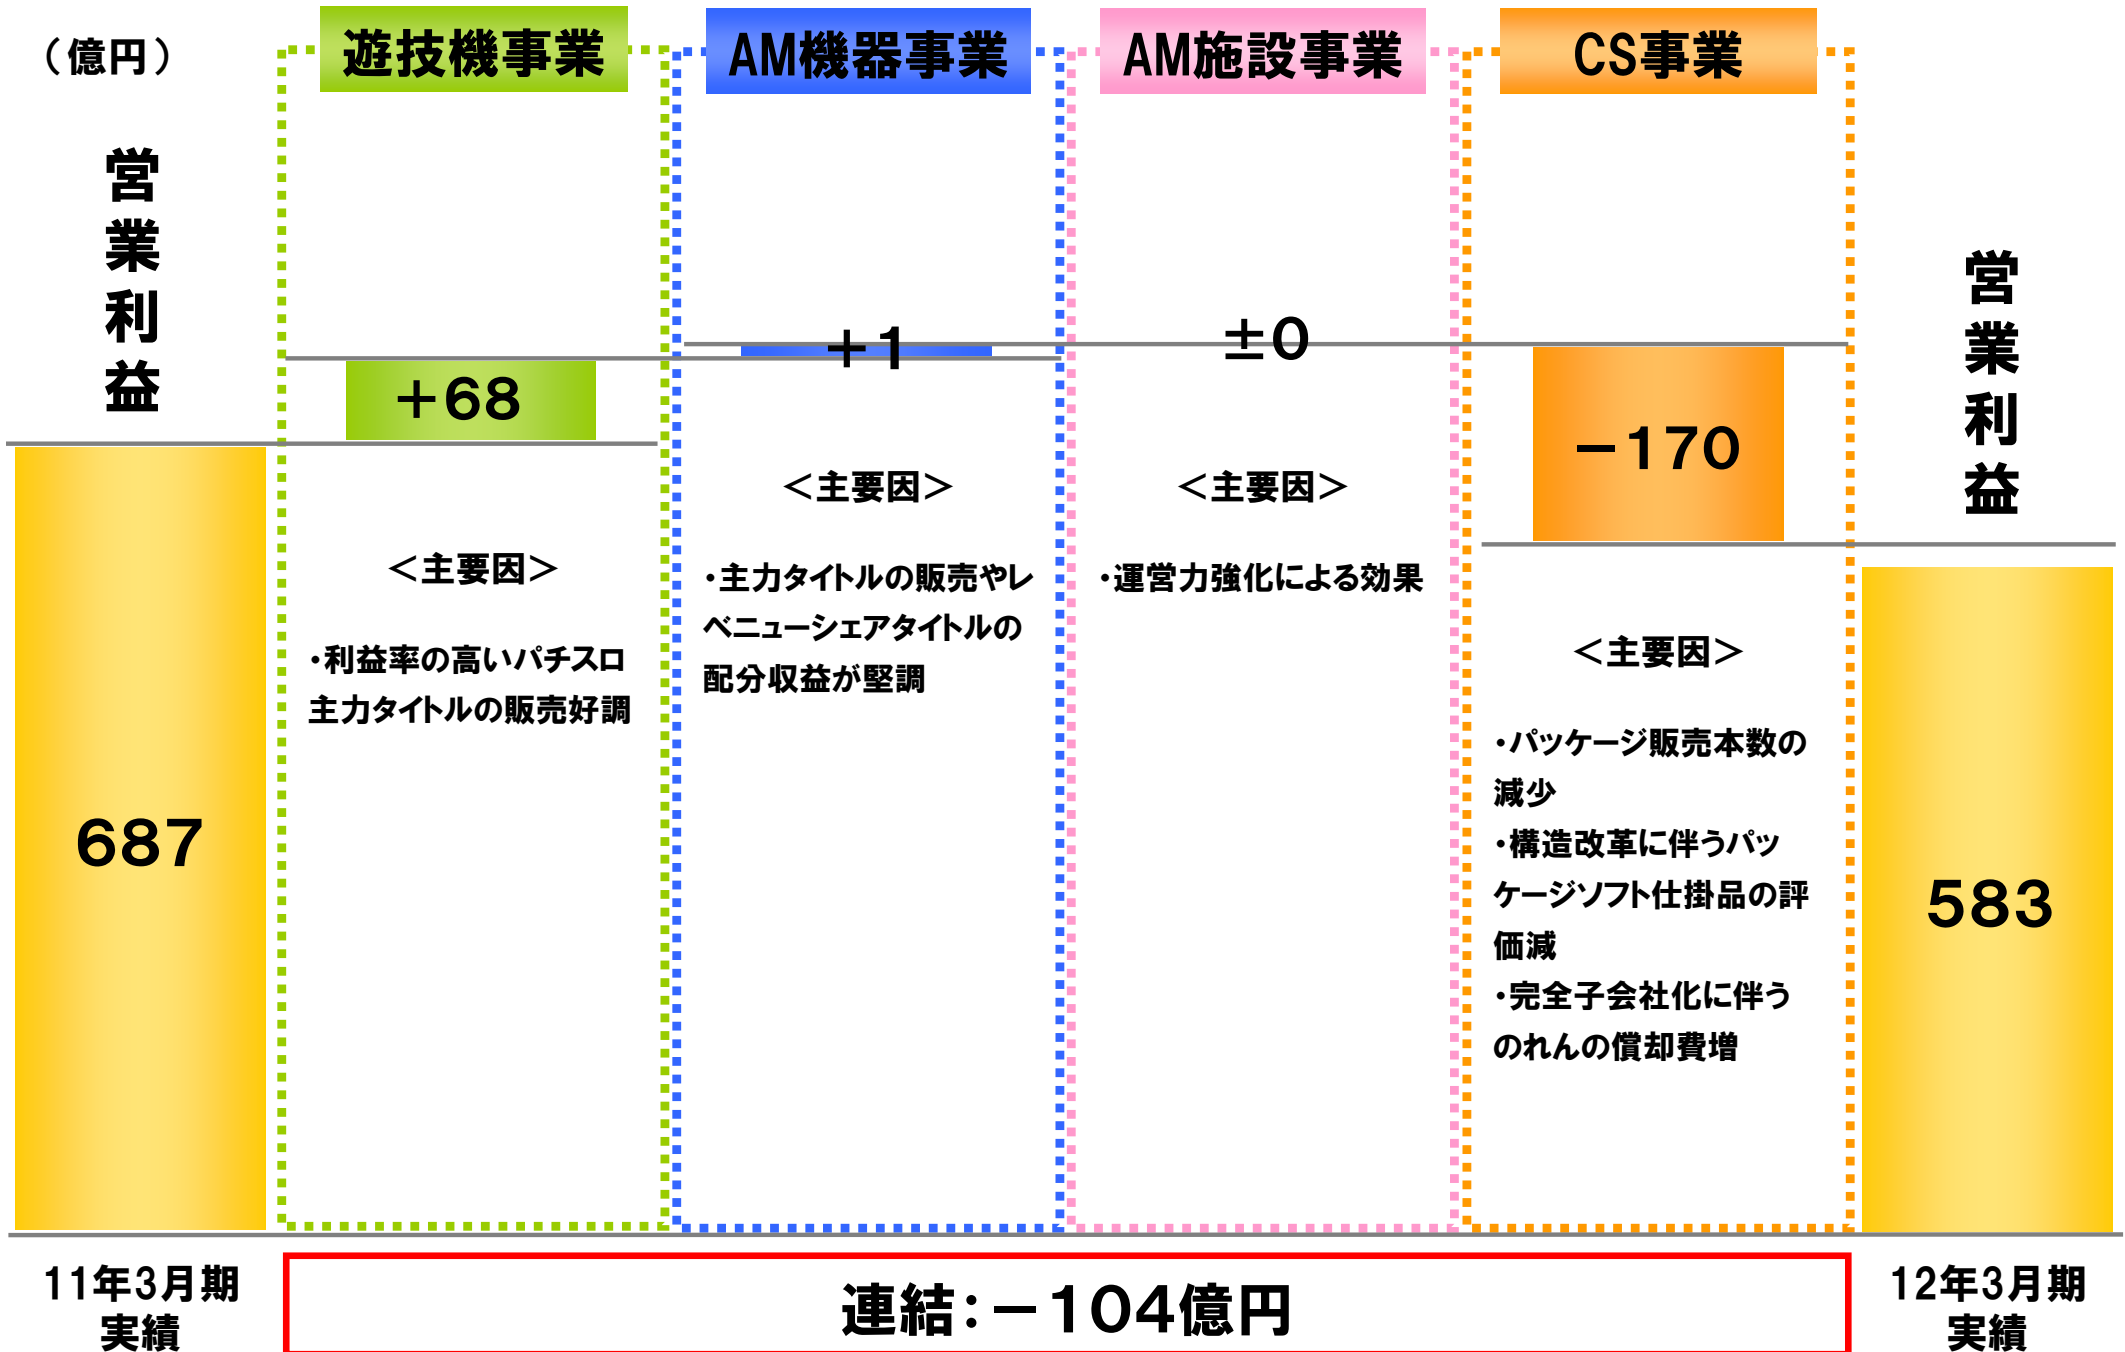 （億円）
営業利益
687
11年3月期
実績
遊技機事業
＋68
＜主要因＞
・利益率の高いパチスロ
主力タイトルの販売好調
AM機器事業
＋1
＜主要因＞
・主力タイトルの販売やレ
ベニューシェアタイトルの
配分収益が堅調
AM施設事業
±0
＜主要因＞
・運営力強化による効果
CS事業
－170
＜主要因＞
・パッケージ販売本数の
減少
・構造改革に伴うパッ
ケージソフト仕掛品の評
価減
・完全子会社化に伴う
のれんの償却費増
営業利益
583
12年3月期
実績
連結：－104億円